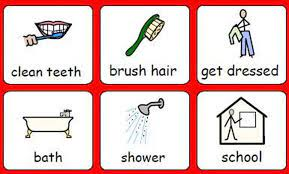 clean teeth
brush hair
get dressed
bath
shower
school